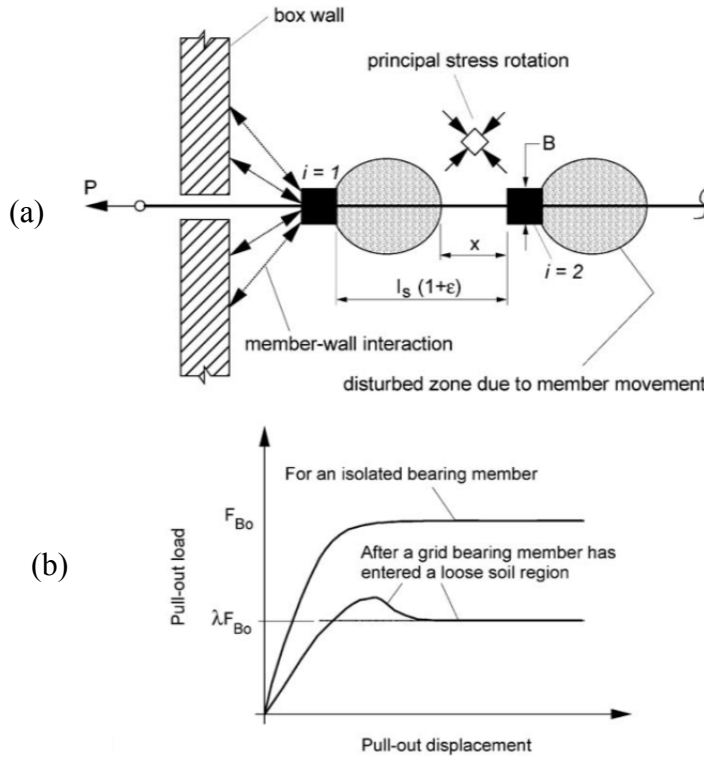 box wall
principal stress rotation
B
i = 1
P
(a)
x
i = 2
l_s (1+ε)
member-wall interaction
disturbed zone due to member movement
(b)
Pull-out load
For an isolated bearing member
F_Bo
After a grid bearing member has
entered a loose soil region
λF_Bo
Pull-out displacement